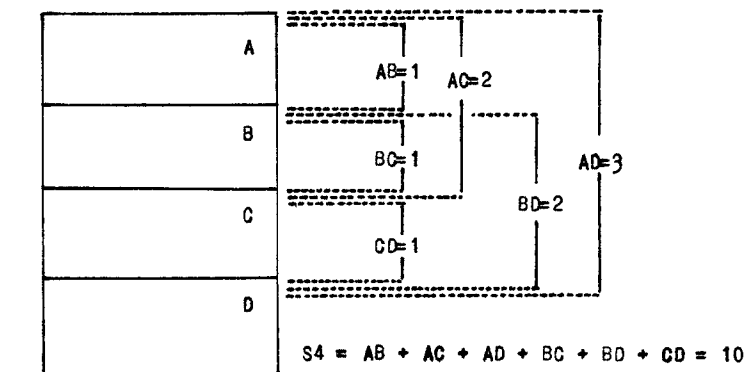 A
AB=1
AC=2
B
BC=1
AD=3
BD=2
C
CD=1
D
S4 = AB + AC + AD + BC + BD + CD = 10